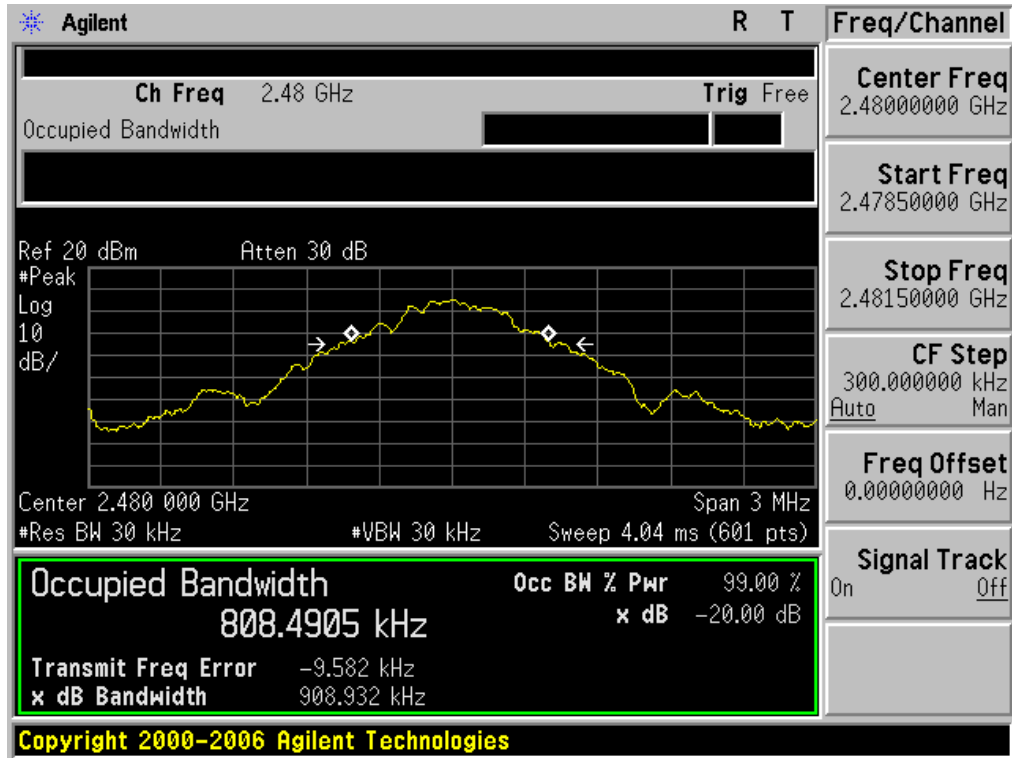 Agilent R T
Ch Freq 2.48 GHz Trig Free
Occupied Bandwidth
Ref 20 dBm Atten 30 dB
#Peak
Log
10
dB/
Center 2.480 000 GHz Span 3 MHz
#Res BW 30 kHz #VBW 30 kHz Sweep 4.04 ms (601 pts)
Occupied Bandwidth Occ BW % Pwr 99.00 %
808.4905 kHz x dB -20.00 dB
Transmit Freq Error -9.582 kHz
x dB Bandwidth 908.932 kHz
Copyright 2000-2006 Agilent Technologies
Freq/Channel
Center Freq
2.48000000 GHz
Start Freq
2.47850000 GHz
Stop Freq
2.48150000 GHz
CF Step
300.000000 kHz
Auto Man
Freq Offset
0.00000000 Hz
Signal Track
On Off